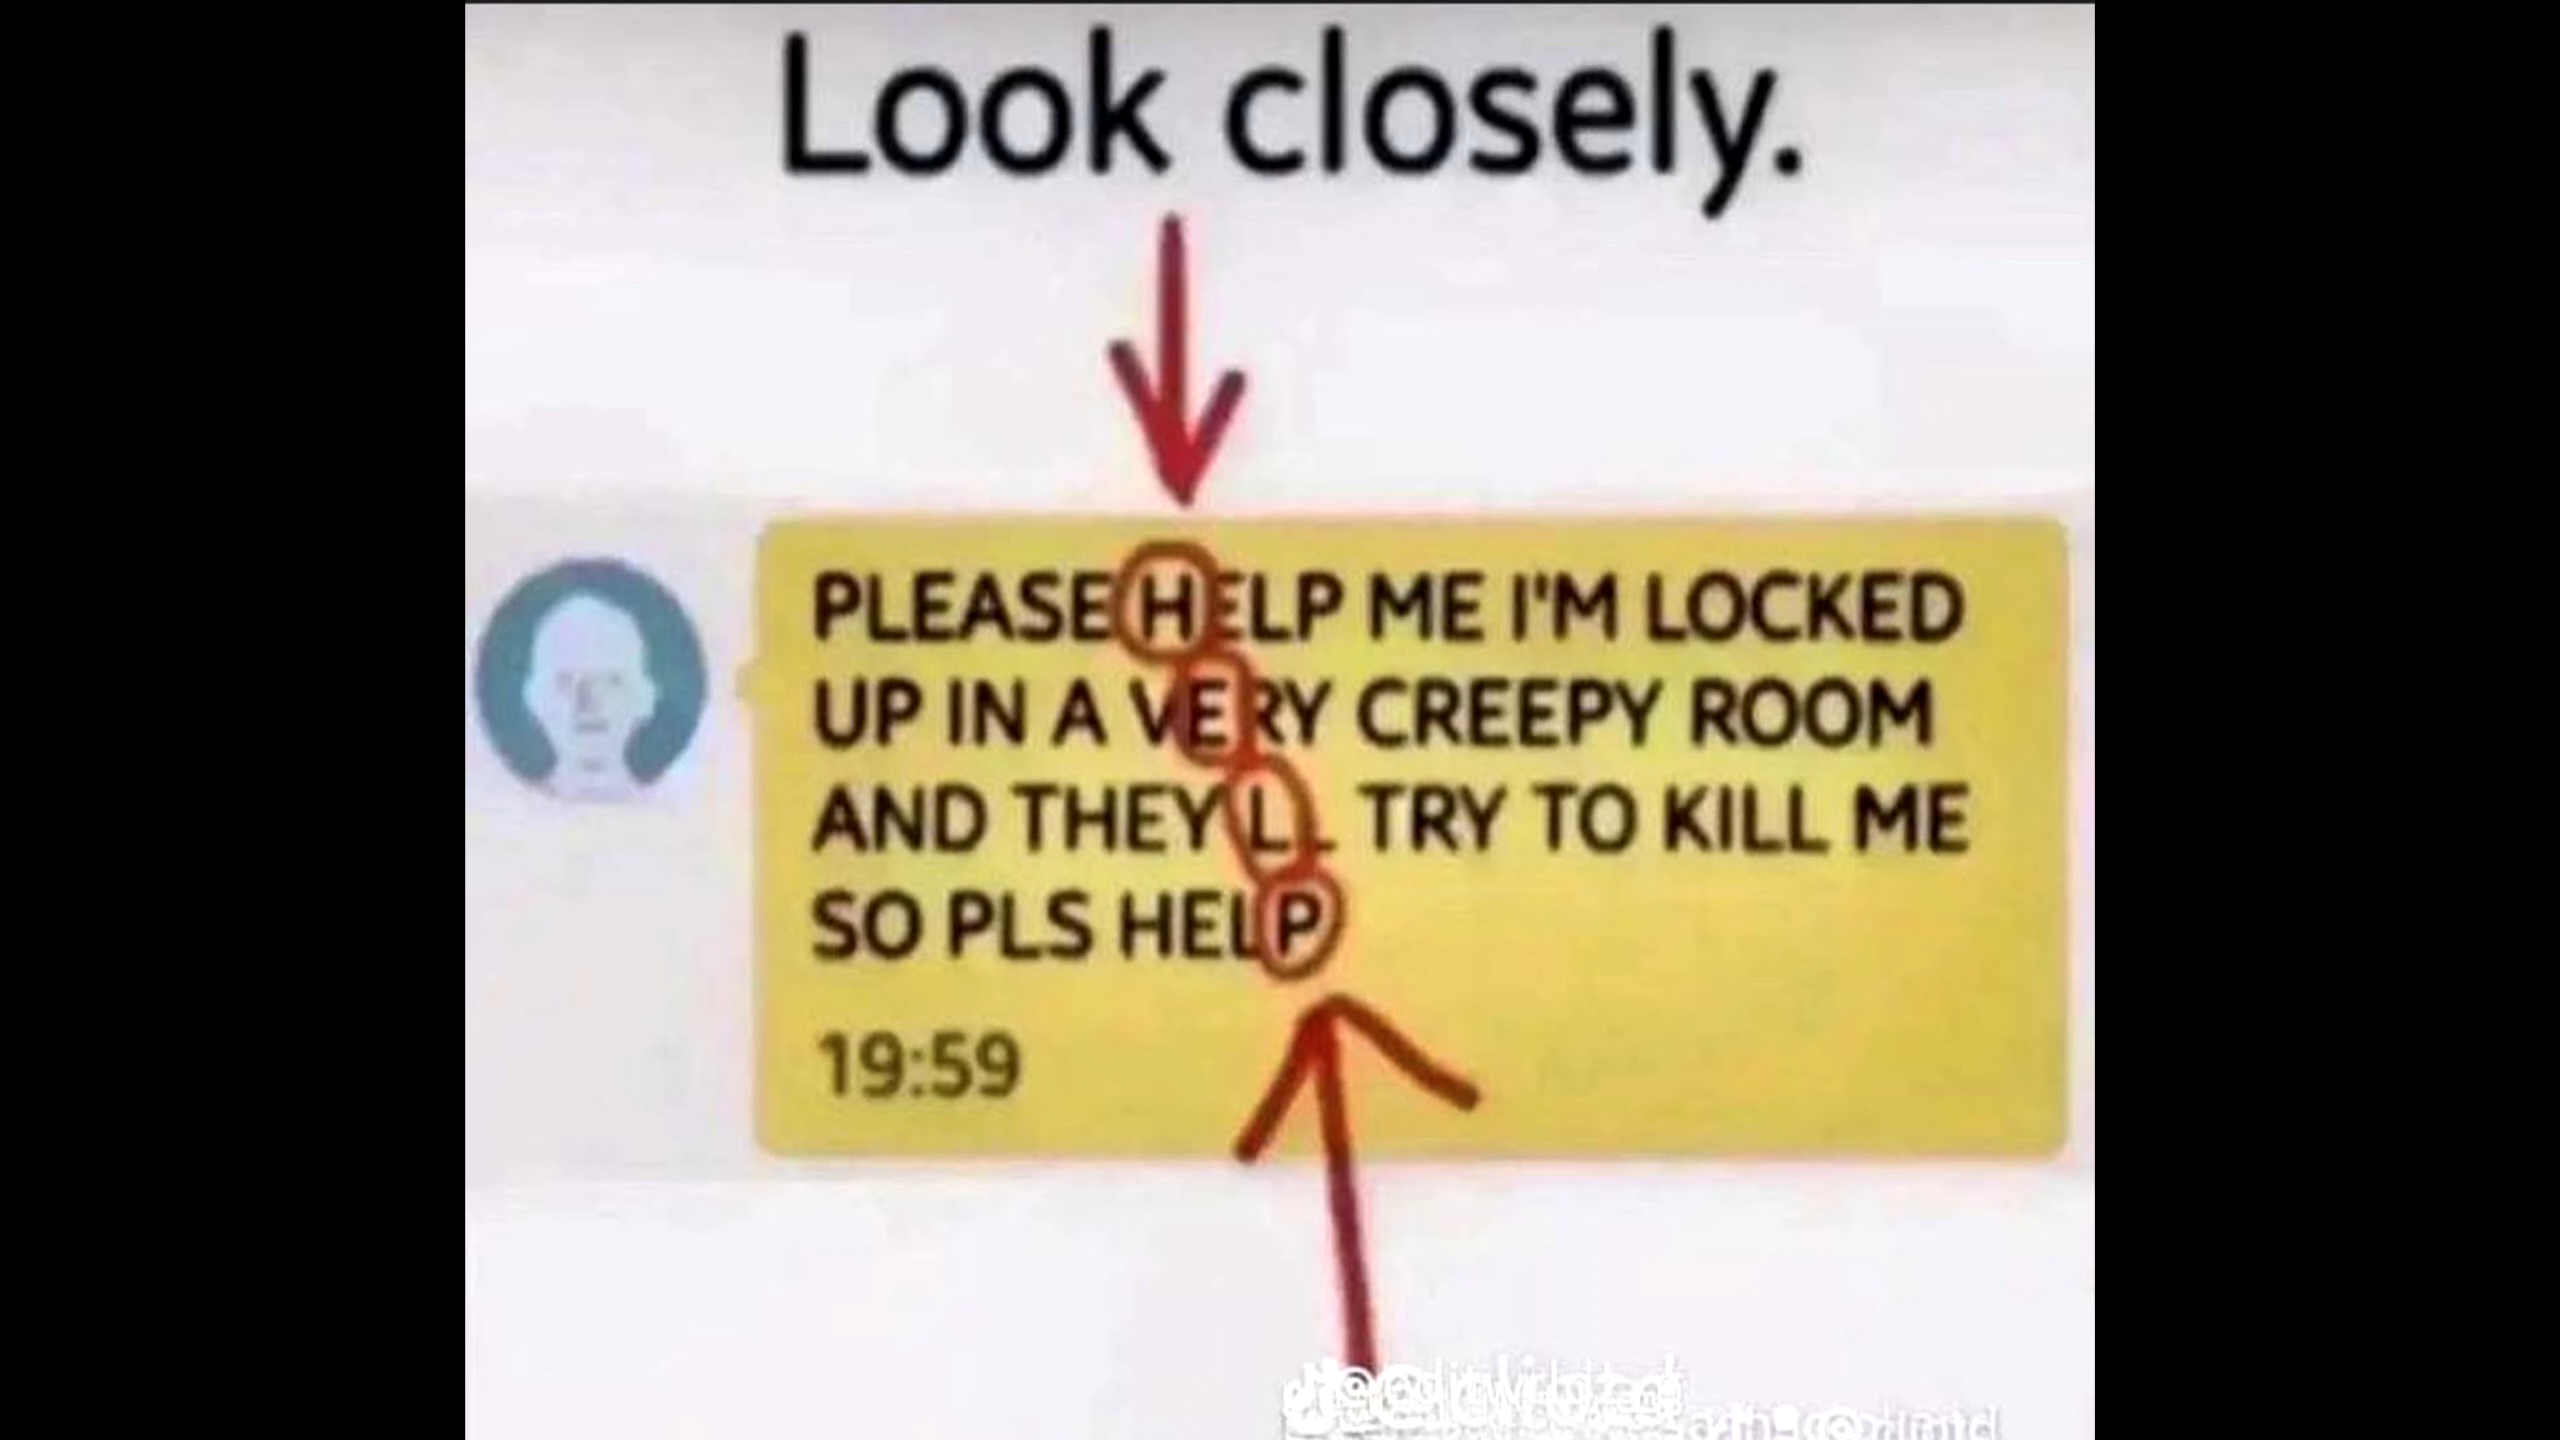 Look closely.
PLEASE HELP ME I'M LOCKED
UP IN A VERY CREEPY ROOM
AND THEY LL TRY TO KILL ME
SO PLS HELP
19:59